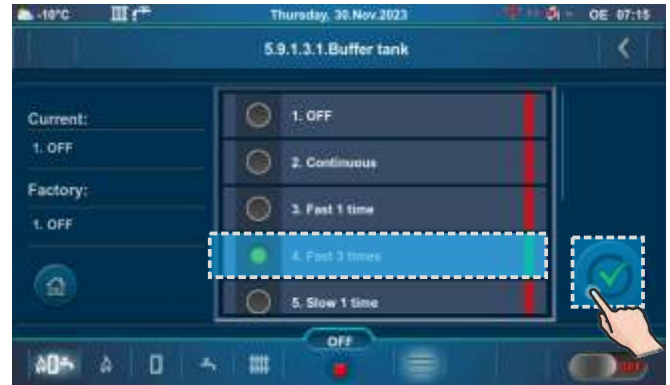 -10°C Thursday, 30.Nov.2023 OE 07:15
5.9.1.3.1.Buffer tank
Current:
1. OFF
Factory:
1. OFF
1. OFF
2. Continuous
3. Fast 1 time
4. Fast 3 times
5. Slow 1 time
OFF
OFF